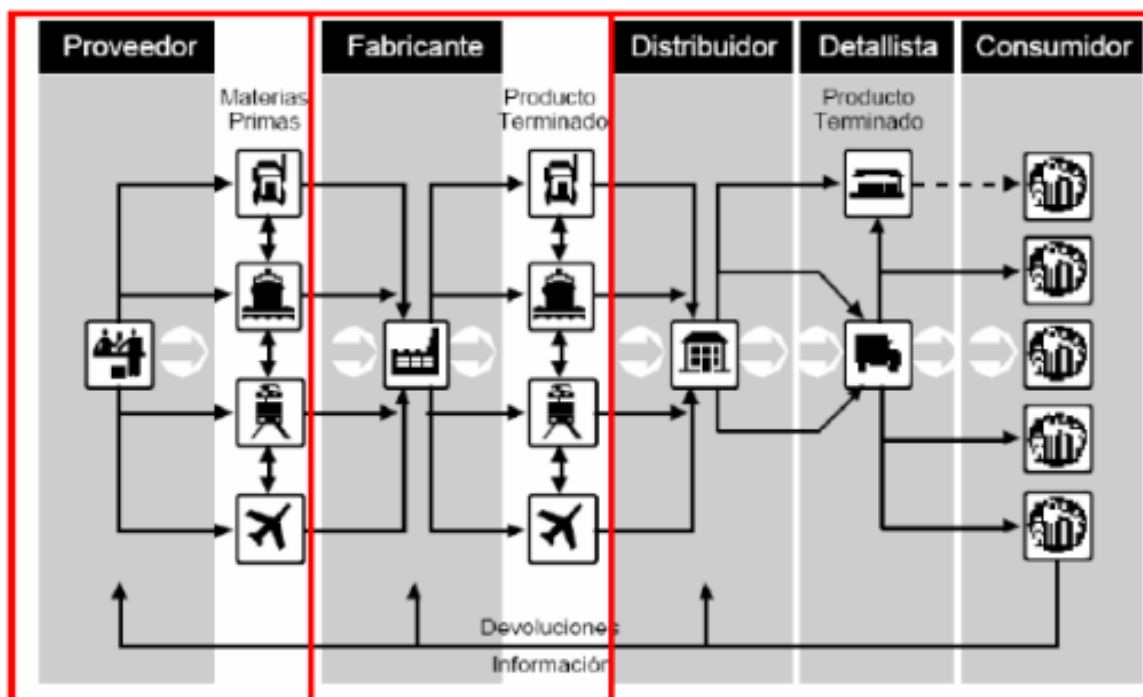 Proveedor
Fabricante
Distribuidor
Detallista
Consumidor
Materias
Primas
Producto
Terminado
Producto
Terminado
Devoluciones
Información